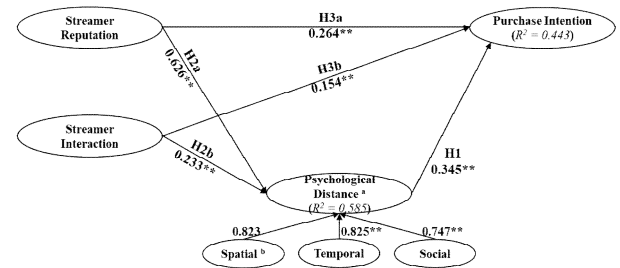 Streamer
Reputation
H3a
0.264**
Purchase Intention
(R² = 0.443)
H2a
0.626**
H3b
0.154**
Streamer
Interaction
H2b
0.233**
H1
0.345**
Psychological
Distance ᵃ
(R² = 0.585)
0.823
0.825**
0.747**
Spatial ᵇ
Temporal
Social